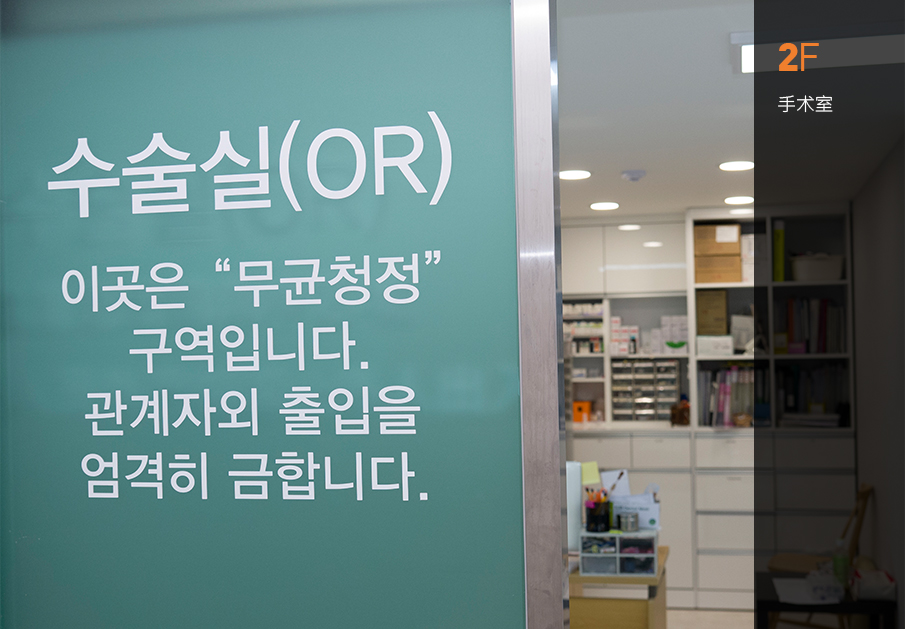 수술실(OR)
이곳은 “무균청정”
구역입니다.
관계자외 출입을
엄격히 금합니다.
2F
手术室